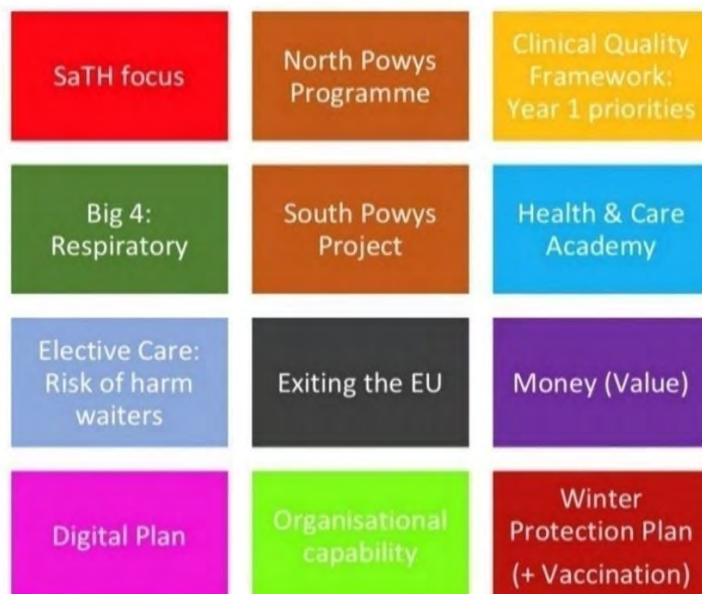 SaTH focus
North Powys
Programme
Clinical Quality
Framework:
Year 1 priorities
Big 4:
Respiratory
South Powys
Project
Health & Care
Academy
Elective Care:
Risk of harm
waiters
Exiting the EU
Money (Value)
Digital Plan
Organisational
capability
Winter
Protection Plan
(+ Vaccination)